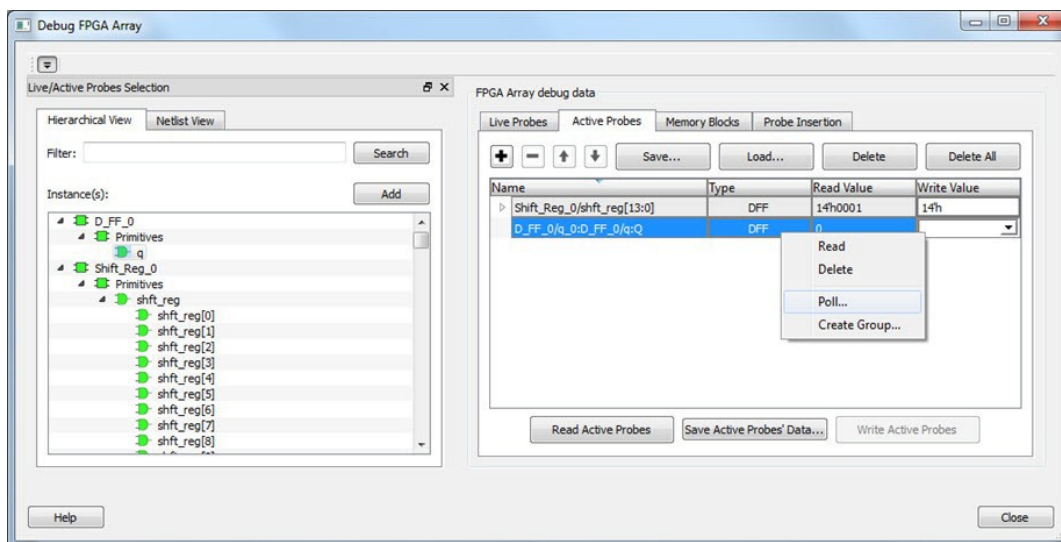 Debug FPGA Array
Live/Active Probes Selection
Hierarchical View Netlist View
Filter: Search
Instance(s): Add
D_FF_0
Primitives
q
Shift_Reg_0
Primitives
shft_reg
shft_reg[0]
shft_reg[1]
shft_reg[2]
shft_reg[3]
shft_reg[4]
shft_reg[5]
shft_reg[6]
shft_reg[7]
shft_reg[8]
FPGA Array debug data
Live Probes Active Probes Memory Blocks Probe Insertion
Save... Load... Delete Delete All
Name Type Read Value Write Value
Shift_Reg_0/shft_reg[13:0] DFF 14'h0001 14'h
D_FF_0/q_0:D_FF_0/q:Q DFF 0
Read
Delete
Poll...
Create Group...
Read Active Probes Save Active Probes' Data... Write Active Probes
Help Close